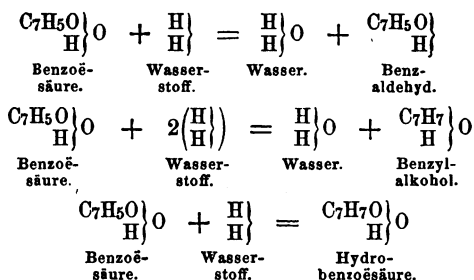 C7H5O H } O + H H } = H H } O + C7H5O H }
Benzoë- Wasser- Wasser. Benz-
säure. stoff. aldehyd.
C7H5O H } O + 2 ( H H } ) = H H } O + C7H7 H } O
Benzoë- Wasser- Wasser. Benzyl-
säure. stoff. alkohol.
C7H5O H } O + H H } = C7H7O H } O
Benzoë- Wasser- Hydro-
säure. stoff. benzoësäure.